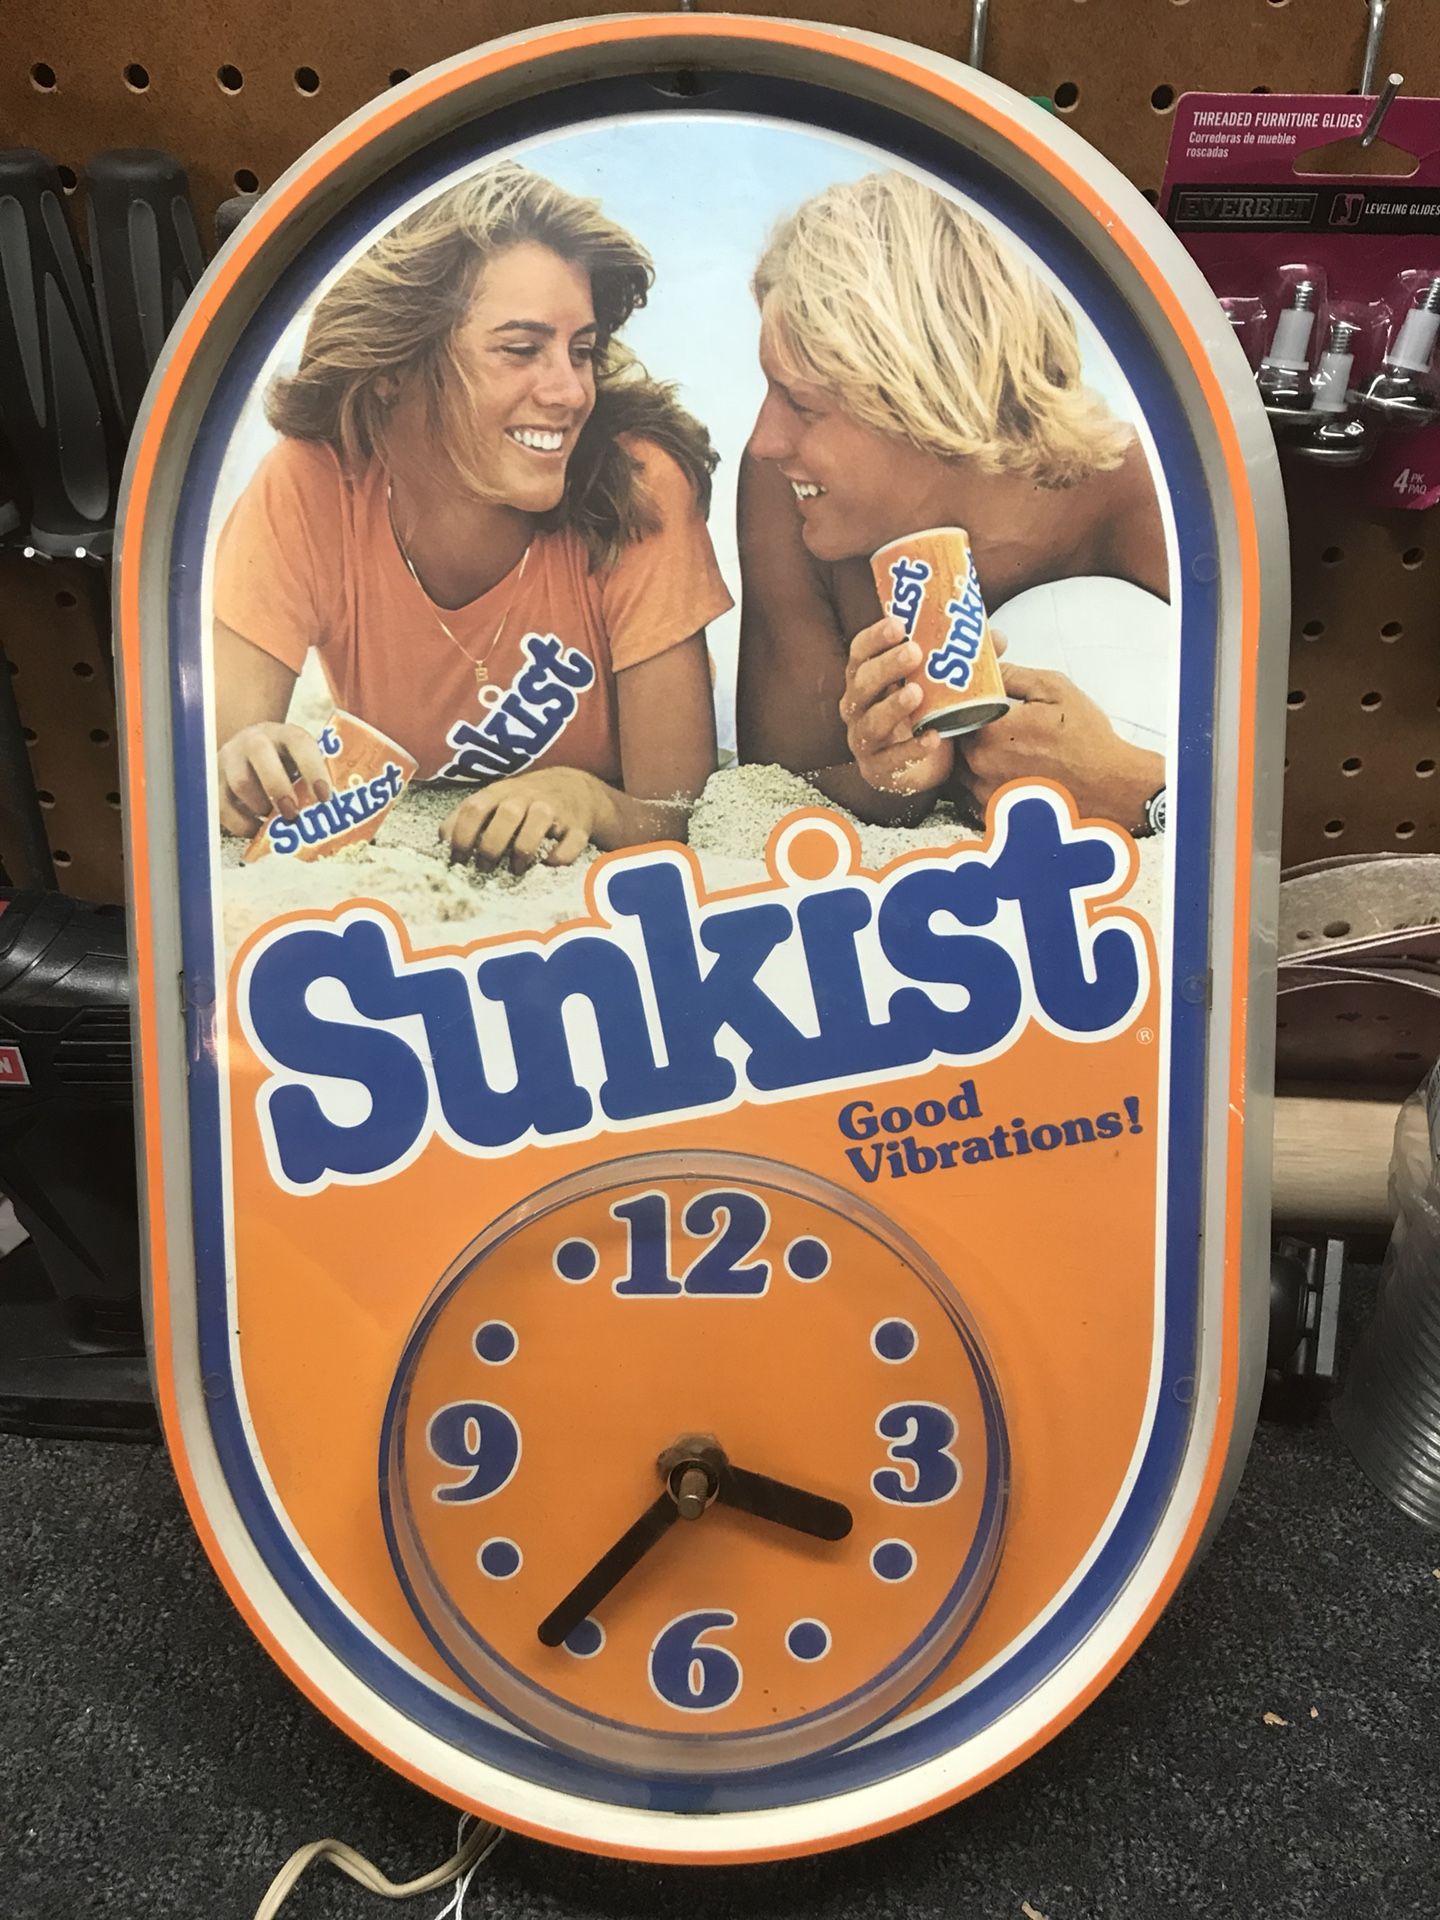 THREADED FURNITURE GLIDES
Correderas de muebles
roscadas
EVERBILT
LEVELING GLIDES
4 PK
PAQ
Sunkist
ist
Sunkist
Sunkist
Sunkist®
Good
Vibrations!
12
9
3
6